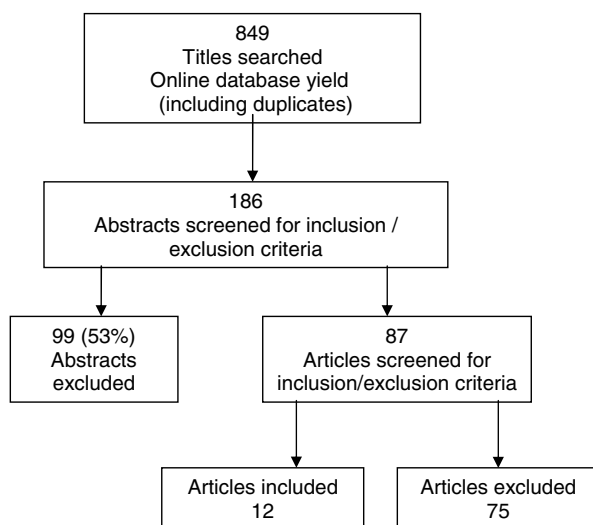 849
Titles searched
Online database yield
(including duplicates)
186
Abstracts screened for inclusion /
exclusion criteria
99 (53%)
Abstracts
excluded
87
Articles screened for
inclusion/exclusion criteria
Articles included
12
Articles excluded
75